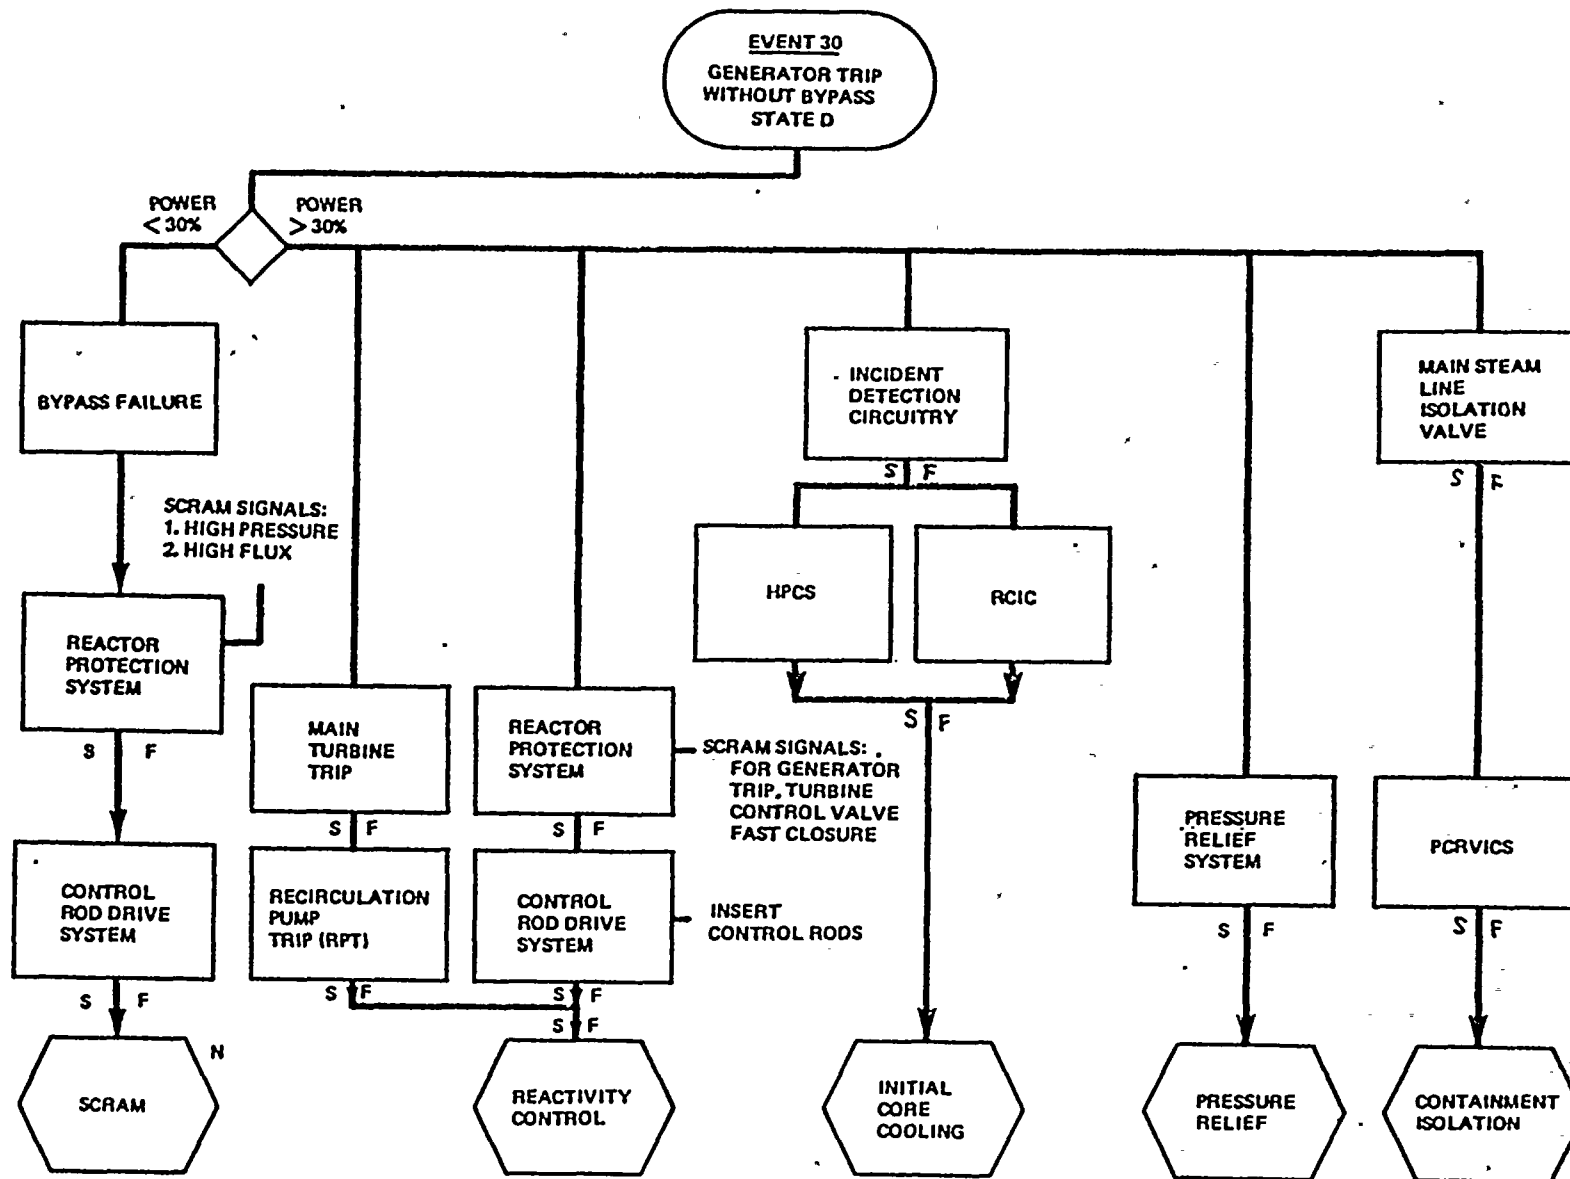 EVENT 30
GENERATOR TRIP
WITHOUT BYPASS
STATE D
POWER
< 30%
POWER
> 30%
BYPASS FAILURE
SCRAM SIGNALS:
1. HIGH PRESSURE
2. HIGH FLUX
REACTOR
PROTECTION
SYSTEM
S F
CONTROL
ROD DRIVE
SYSTEM
S F
N
SCRAM
MAIN
TURBINE
TRIP
S F
RECIRCULATION
PUMP
TRIP (RPT)
S F
REACTOR
PROTECTION
SYSTEM
S F
SCRAM SIGNALS:
FOR GENERATOR
TRIP, TURBINE
CONTROL VALVE
FAST CLOSURE
CONTROL
ROD DRIVE
SYSTEM
INSERT
CONTROL RODS
S F
S F
REACTIVITY
CONTROL
INCIDENT
DETECTION
CIRCUITRY
S F
HPCS
RCIC
S F
INITIAL
CORE
COOLING
PRESSURE
RELIEF
SYSTEM
S F
PRESSURE
RELIEF
MAIN STEAM
LINE
ISOLATION
VALVE
S F
PCRVICS
S F
CONTAINMENT
ISOLATION